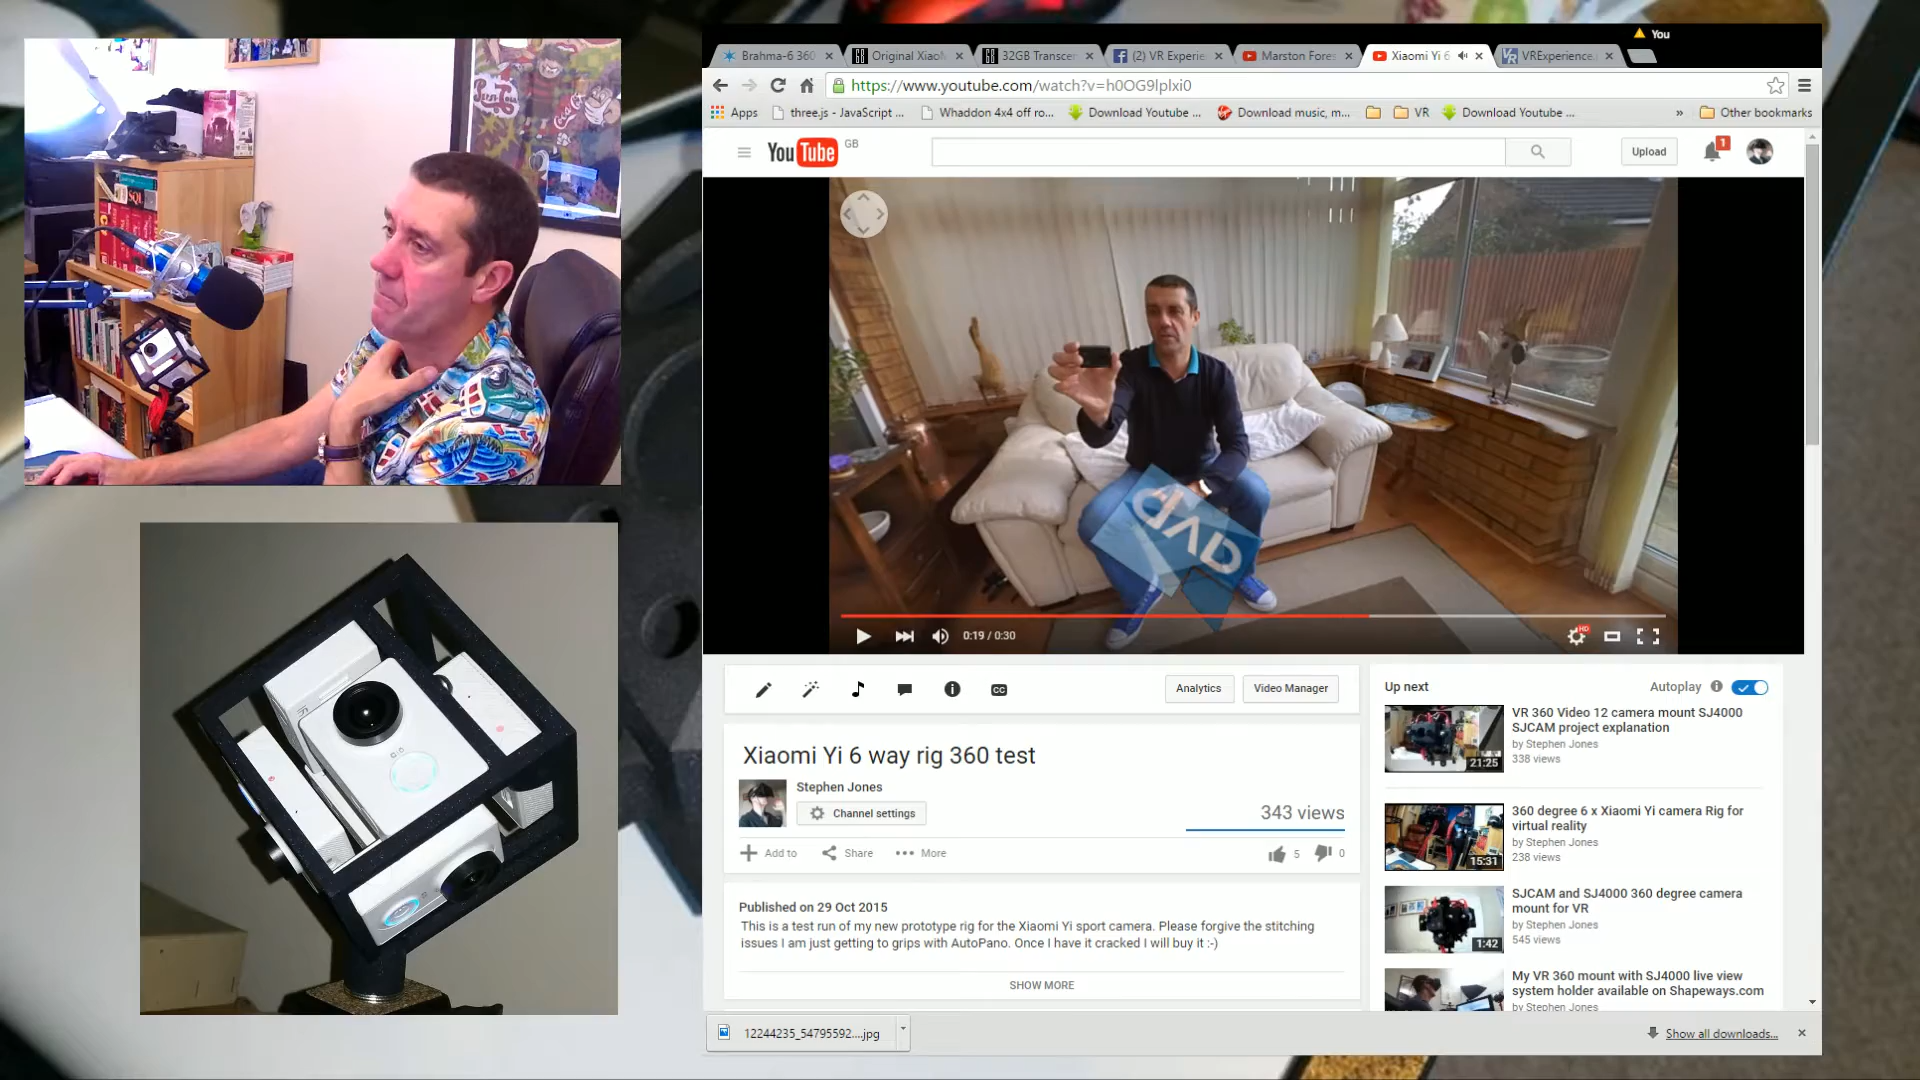 You
Brahma-6 360
Original Xiaoi
32GB Transcen
(2) VR Experie
Marston Fores
Xiaomi Yi 6
VRExperience.
https://www.youtube.com/watch?v=h0OG9lplxi0
Apps
three.js - JavaScript ...
Whaddon 4x4 off ro...
Download Youtube ...
Download music, m...
VR
Download Youtube ...
»
Other bookmarks
YouTube GB
Upload
1
SQL
AVP
0:19 / 0:30
HD
CC
Analytics
Video Manager
Xiaomi Yi 6 way rig 360 test
Stephen Jones
Channel settings
343 views
Add to
Share
More
5
0
Published on 29 Oct 2015
This is a test run of my new prototype rig for the Xiaomi Yi sport camera. Please forgive the stitching
issues I am just getting to grips with AutoPano. Once I have it cracked I will buy it :-)
SHOW MORE
Up next
Autoplay
VR 360 Video 12 camera mount SJ4000
SJCAM project explanation
by Stephen Jones
338 views
21:25
360 degree 6 x Xiaomi Yi camera Rig for
virtual reality
by Stephen Jones
238 views
15:31
SJCAM and SJ4000 360 degree camera
mount for VR
by Stephen Jones
545 views
1:42
My VR 360 mount with SJ4000 live view
system holder available on Shapeways.com
by Stephen Jones
12244235_54795592....jpg
Show all downloads...